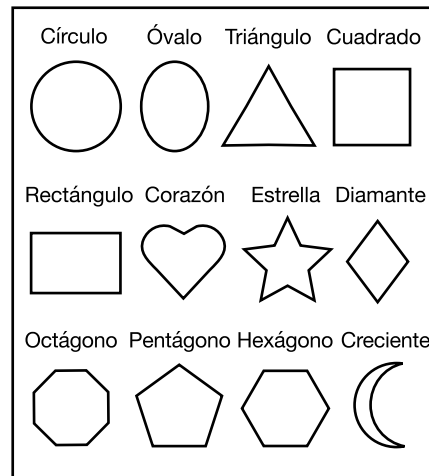 Círculo Óvalo Triángulo Cuadrado
Rectángulo Corazón Estrella Diamante
Octágono Pentágono Hexágono Creciente